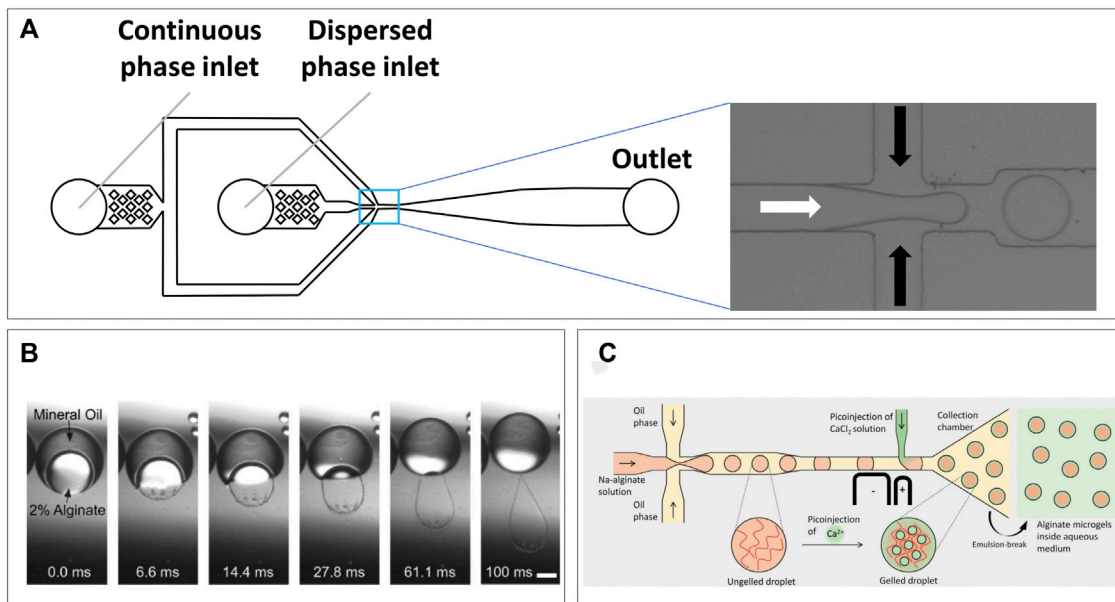 A
Continuous
phase inlet
Dispersed
phase inlet
Outlet
B
Mineral Oil
2% Alginate
0.0 ms
6.6 ms
14.4 ms
27.8 ms
61.1 ms
100 ms
C
Oil
phase
Picoinjection of
CaCl₂ solution
Collection
chamber
Na-alginate
solution
Oil
phase
-
+
Picoinjection
of Ca²⁺
Ungelled droplet
Gelled droplet
Emulsion-break
Alginate microgels
inside aqueous
medium